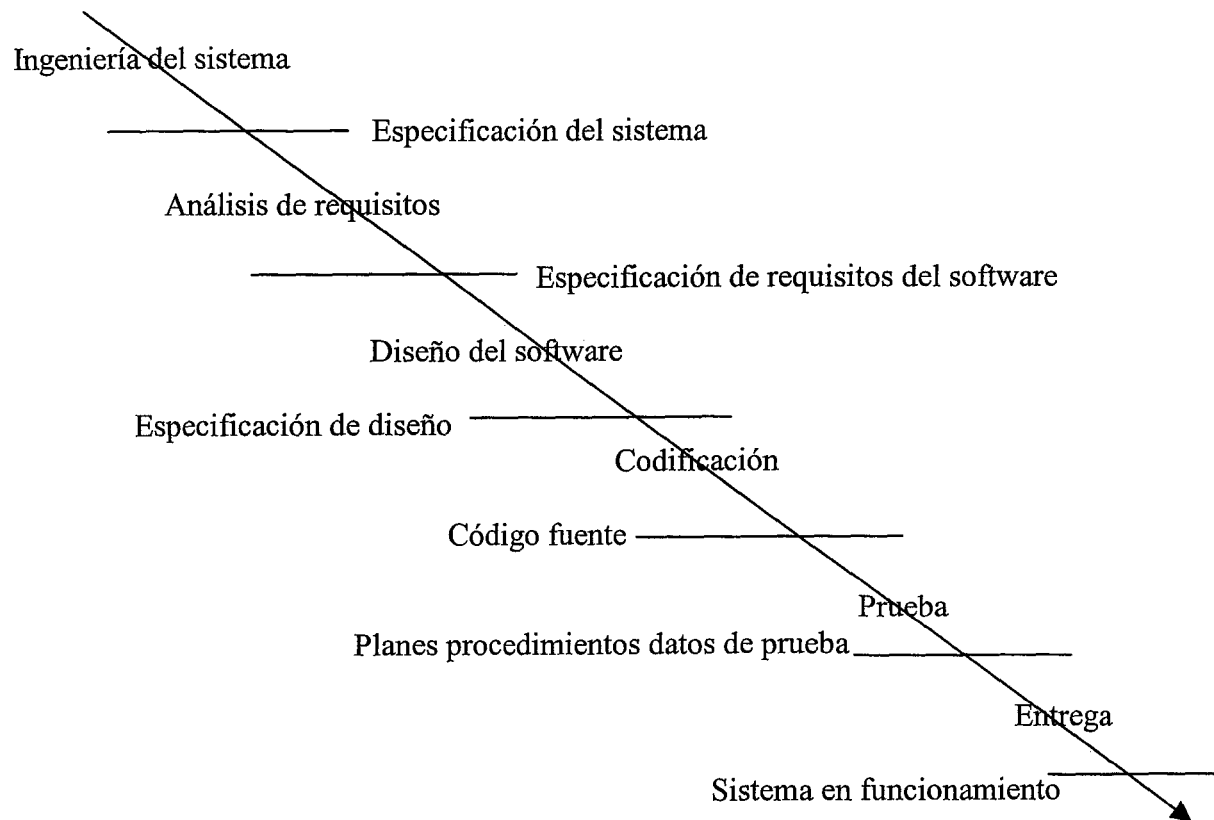 Ingeniería del sistema
Especificación del sistema
Análisis de requisitos
Especificación de requisitos del software
Diseño del software
Especificación de diseño
Codificación
Código fuente
Prueba
Planes procedimientos datos de prueba
Entrega
Sistema en funcionamiento